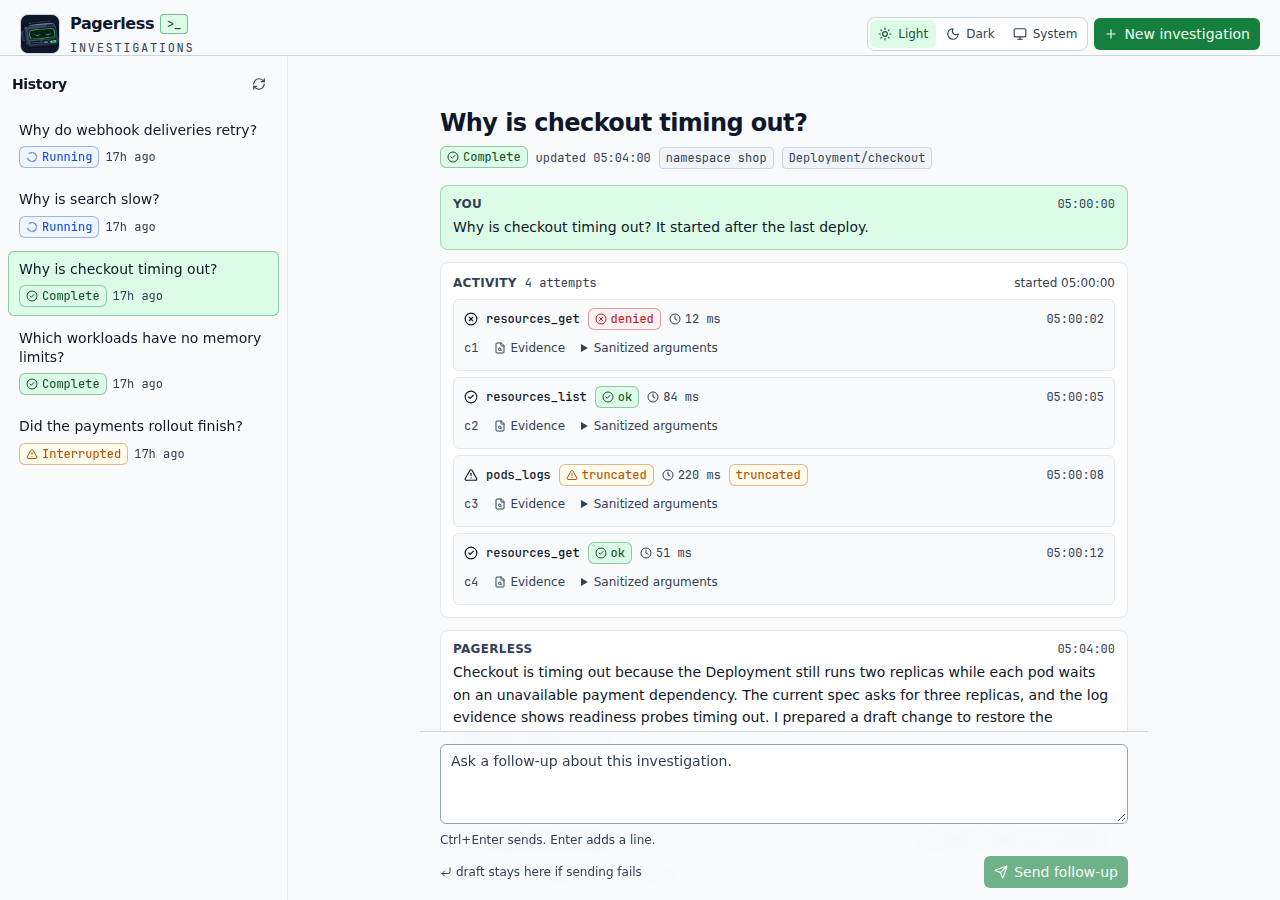 Pagerless >_
INVESTIGATIONS
Light Dark System
+ New investigation
History
Why do webhook deliveries retry?
Running 17h ago
Why is search slow?
Running 17h ago
Why is checkout timing out?
Complete 17h ago
Which workloads have no memory
limits?
Complete 17h ago
Did the payments rollout finish?
Interrupted 17h ago
Why is checkout timing out?
Complete updated 05:04:00 namespace shop Deployment/checkout
YOU 05:00:00
Why is checkout timing out? It started after the last deploy.
ACTIVITY 4 attempts started 05:00:00
resources_get denied 12 ms 05:00:02
c1 Evidence Sanitized arguments
resources_list ok 84 ms 05:00:05
c2 Evidence Sanitized arguments
pods_logs truncated 220 ms truncated 05:00:08
c3 Evidence Sanitized arguments
resources_get ok 51 ms 05:00:12
c4 Evidence Sanitized arguments
PAGERLESS 05:04:00
Checkout is timing out because the Deployment still runs two replicas while each pod waits
on an unavailable payment dependency. The current spec asks for three replicas, and the log
evidence shows readiness probes timing out. I prepared a draft change to restore the
Ask a follow-up about this investigation.
Ctrl+Enter sends. Enter adds a line.
draft stays here if sending fails
Send follow-up